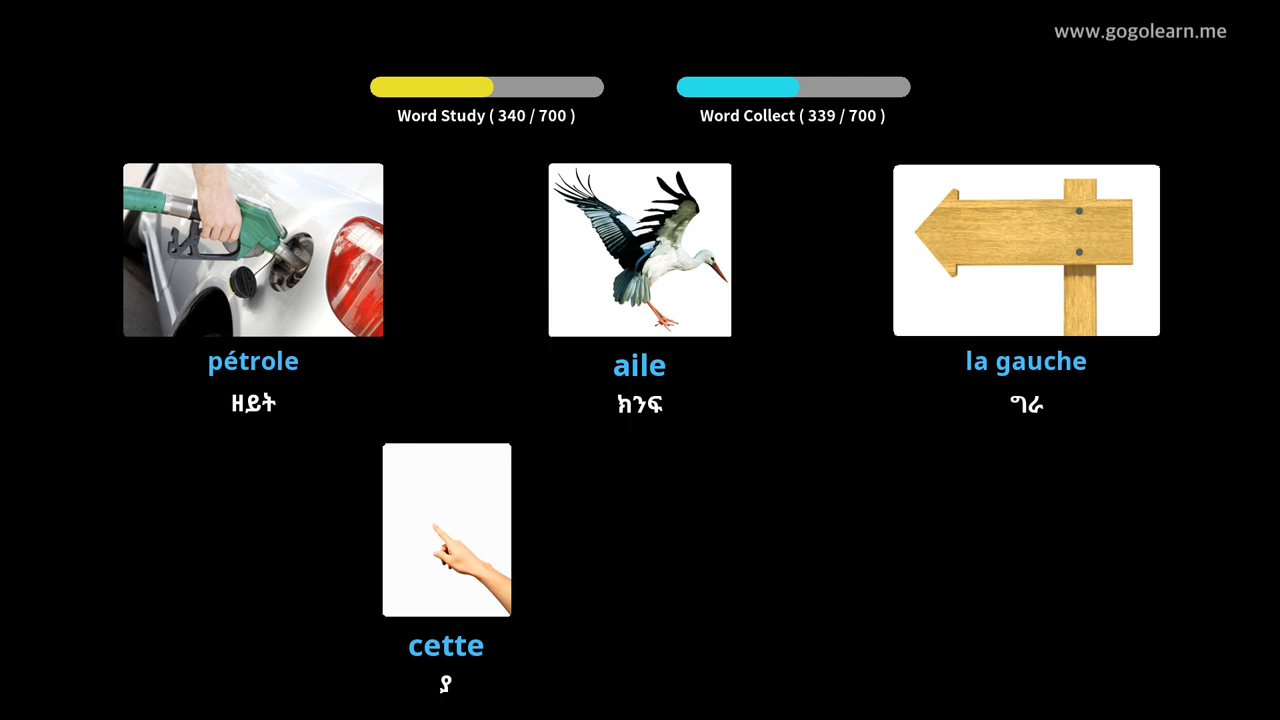 www.gogolearn.me
Word Study ( 340 / 700 )
Word Collect ( 339 / 700 )
pétrole
ዘይት
aile
ክንፍ
la gauche
ግራ
cette
ያ